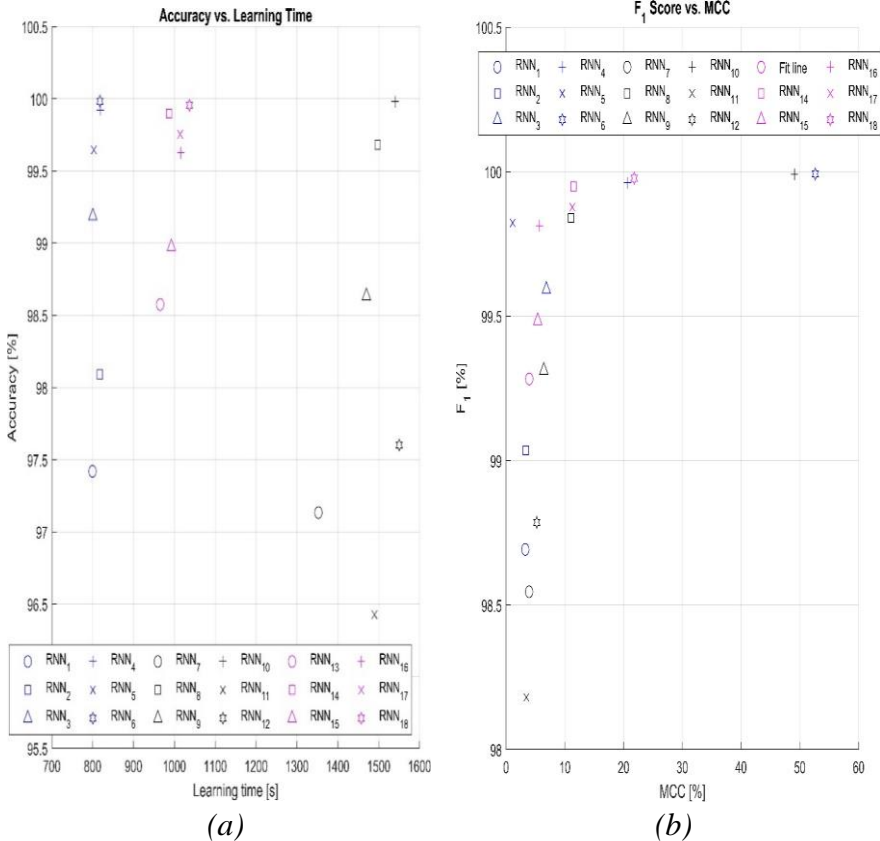 Accuracy vs. Learning Time
100.5
100
99.5
99
98.5
98
97.5
97
96.5
95.5
Accuracy [%]
RNN1 RNN4 RNN7 RNN10 RNN13 RNN16
RNN2 RNN5 RNN8 RNN11 RNN14 RNN17
RNN3 RNN6 RNN9 RNN12 RNN15 RNN18
700 800 900 1000 1100 1200 1300 1400 1500 1600
Learning time [s]
(a)
F1 Score vs. MCC
100.5
RNN1 RNN4 RNN7 RNN10 Fit line RNN16
RNN2 RNN5 RNN8 RNN11 RNN14 RNN17
RNN3 RNN6 RNN9 RNN12 RNN15 RNN18
100
99.5
99
98.5
98
F1 [%]
0 10 20 30 40 50 60
MCC [%]
(b)